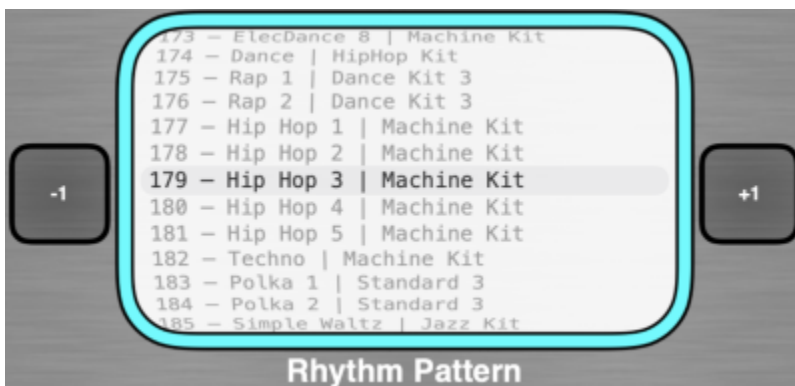 173 – ElecDance 8 | Machine Kit
174 – Dance | HipHop Kit
175 – Rap 1 | Dance Kit 3
176 – Rap 2 | Dance Kit 3
177 – Hip Hop 1 | Machine Kit
178 – Hip Hop 2 | Machine Kit
-1
179 – Hip Hop 3 | Machine Kit
+1
180 – Hip Hop 4 | Machine Kit
181 – Hip Hop 5 | Machine Kit
182 – Techno | Machine Kit
183 – Polka 1 | Standard 3
184 – Polka 2 | Standard 3
185 – Simple Waltz | Jazz Kit
Rhythm Pattern